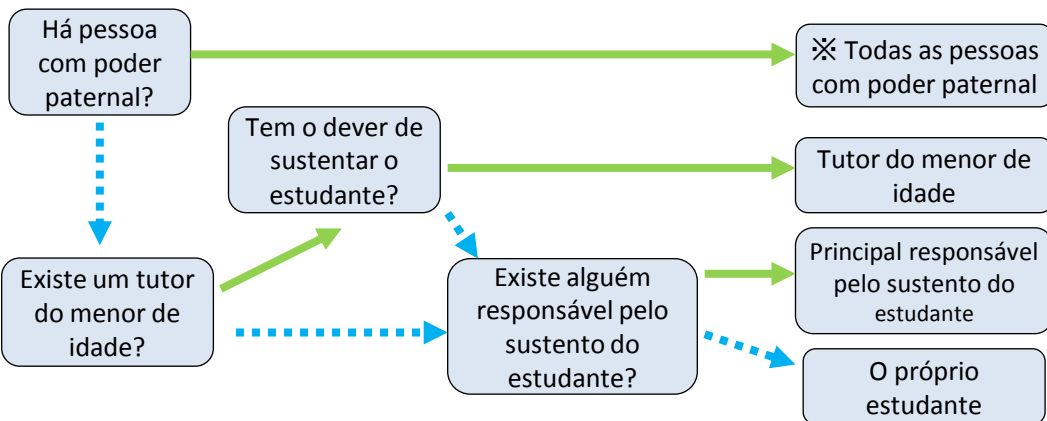 Há pessoa
com poder
paternal?
※ Todas as pessoas
com poder paternal
Tem o dever de
sustentar o
estudante?
Tutor do menor de
idade
Existe um tutor
do menor de
idade?
Existe alguém
responsável pelo
sustento do
estudante?
Principal responsável
pelo sustento do
estudante
O próprio
estudante